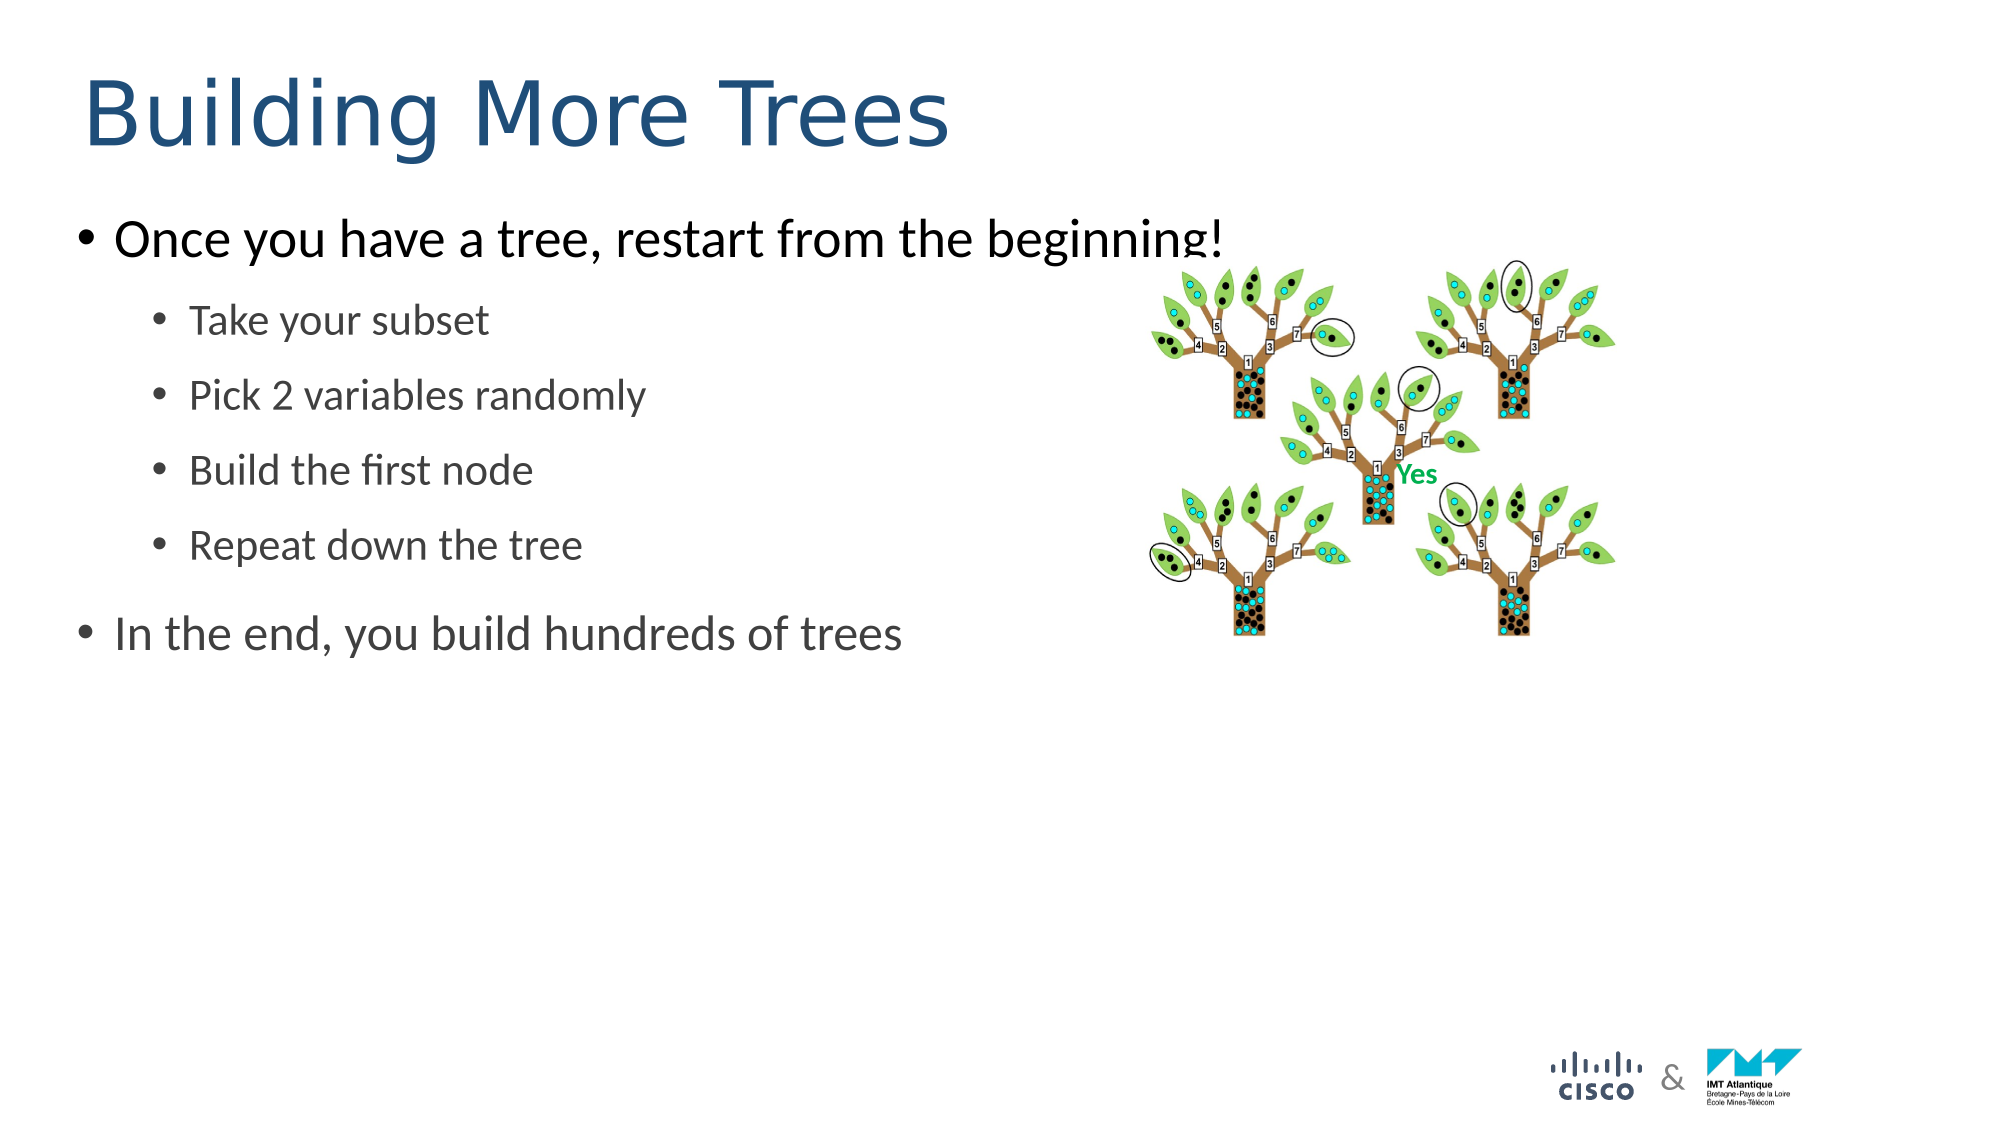 Building More Trees
• Once you have a tree, restart from the beginning!
• Take your subset
• Pick 2 variables randomly
• Build the first node
• Repeat down the tree
• In the end, you build hundreds of trees
5 6 4 2 3 7 1
5 6 4 2 3 7 1
5 6 4 2 3 7 1
Yes
5 6 4 2 3 7 1
5 6 4 2 3 7 1
CISCO
&
IMT Atlantique
Bretagne-Pays de la Loire
École Mines-Télécom